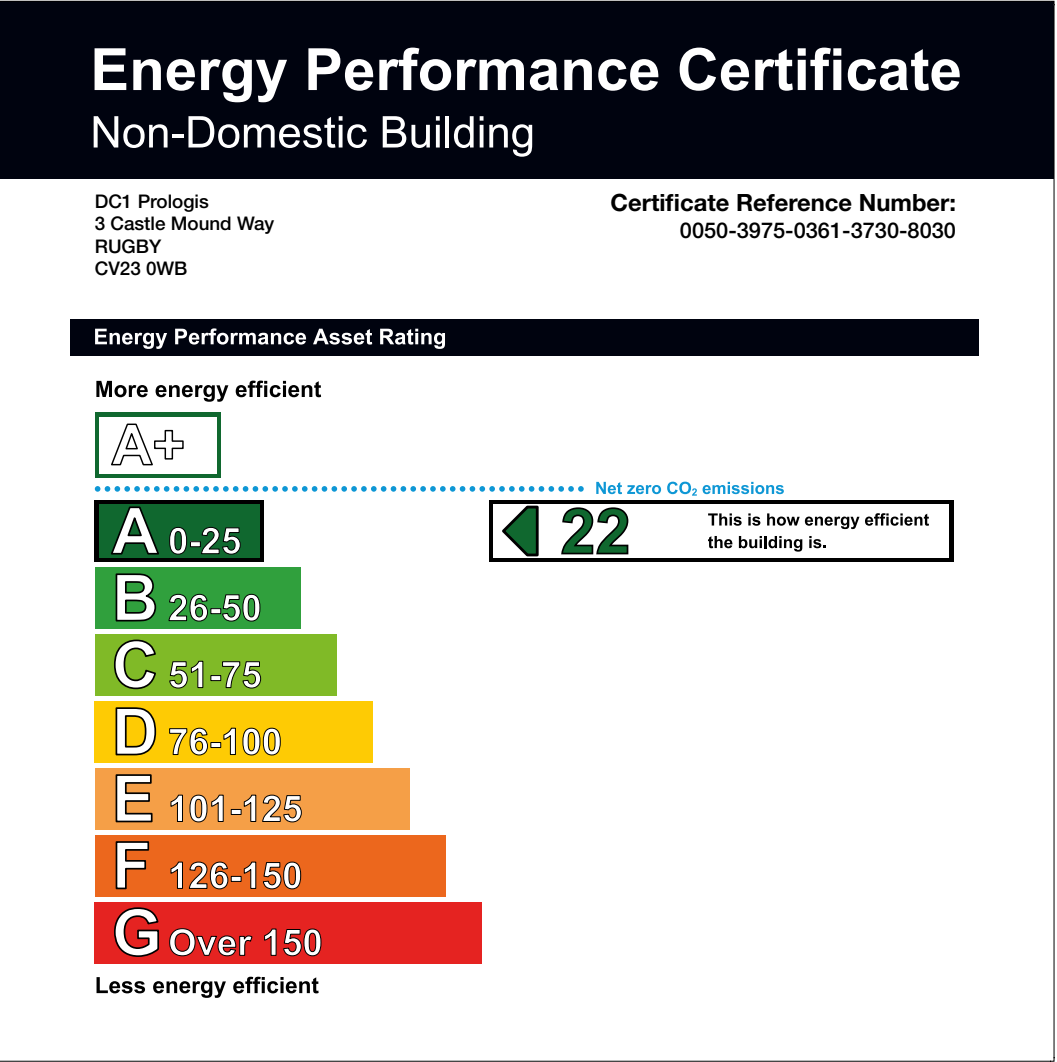 Energy Performance Certificate
Non-Domestic Building
DC1 Prologis
3 Castle Mound Way
RUGBY
CV23 0WB
Certificate Reference Number:
0050-3975-0361-3730-8030
Energy Performance Asset Rating
More energy efficient
A+
Net zero CO₂ emissions
A 0-25
22
This is how energy efficient
the building is.
B 26-50
C 51-75
D 76-100
E 101-125
F 126-150
G Over 150
Less energy efficient